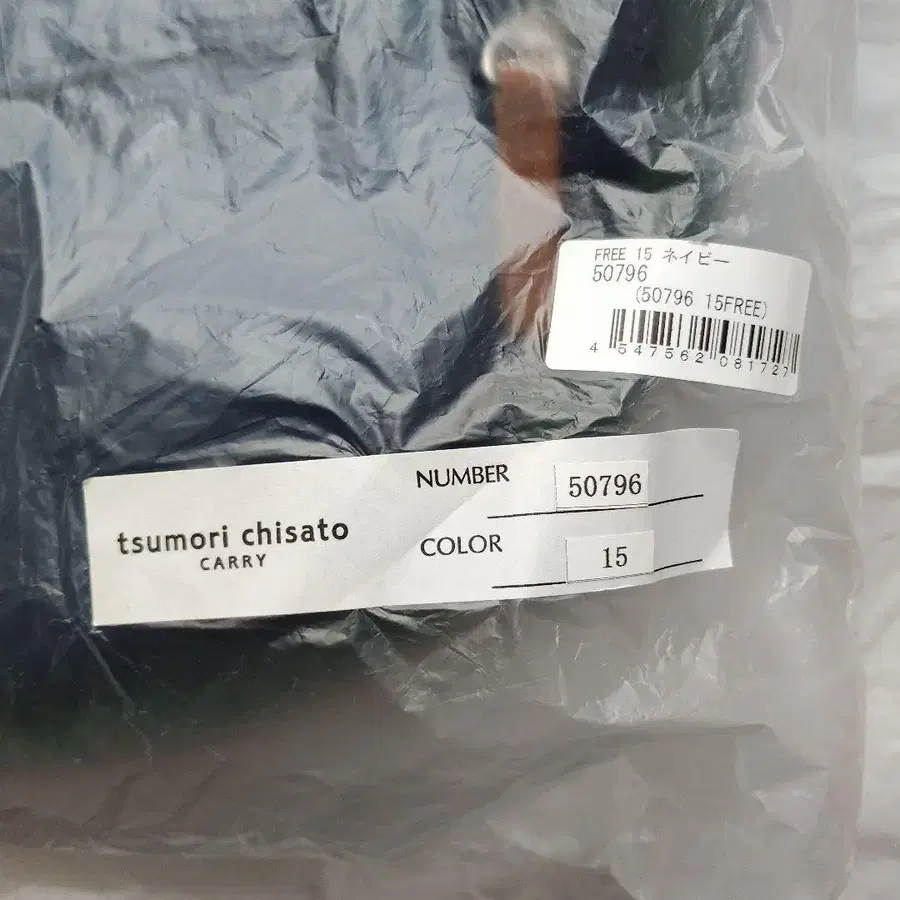 FREE 15 ネイビー
50796
(50796 15FREE)
4 547562 081727
NUMBER 50796
tsumori chisato
CARRY
COLOR 15